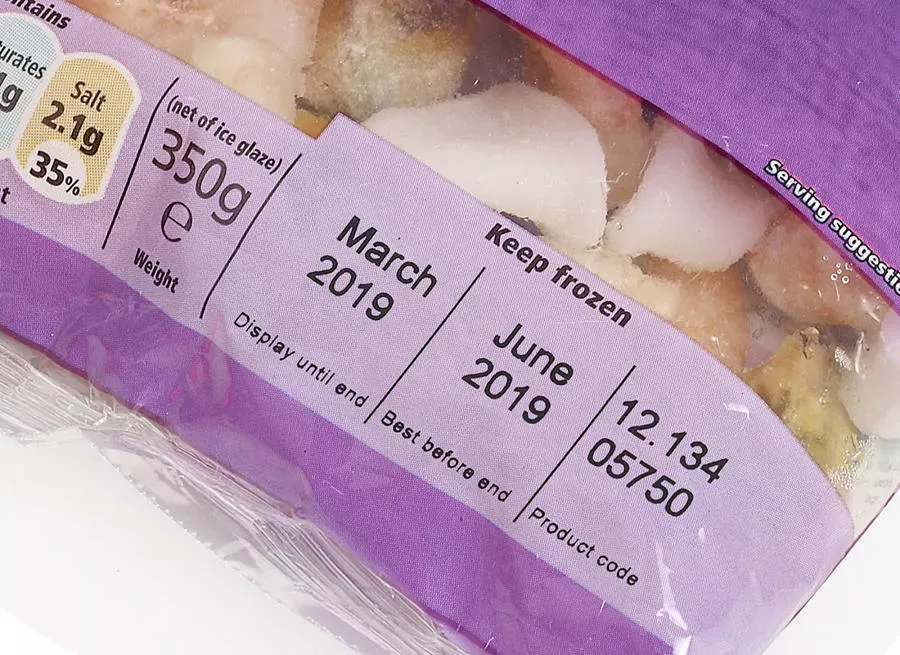 Salt
2.1g
35%
(net of ice glaze)
350g
e
Weight
March
2019
Display until end
Keep frozen
June
2019
Best before end
12.134
05750
Product code
Serving